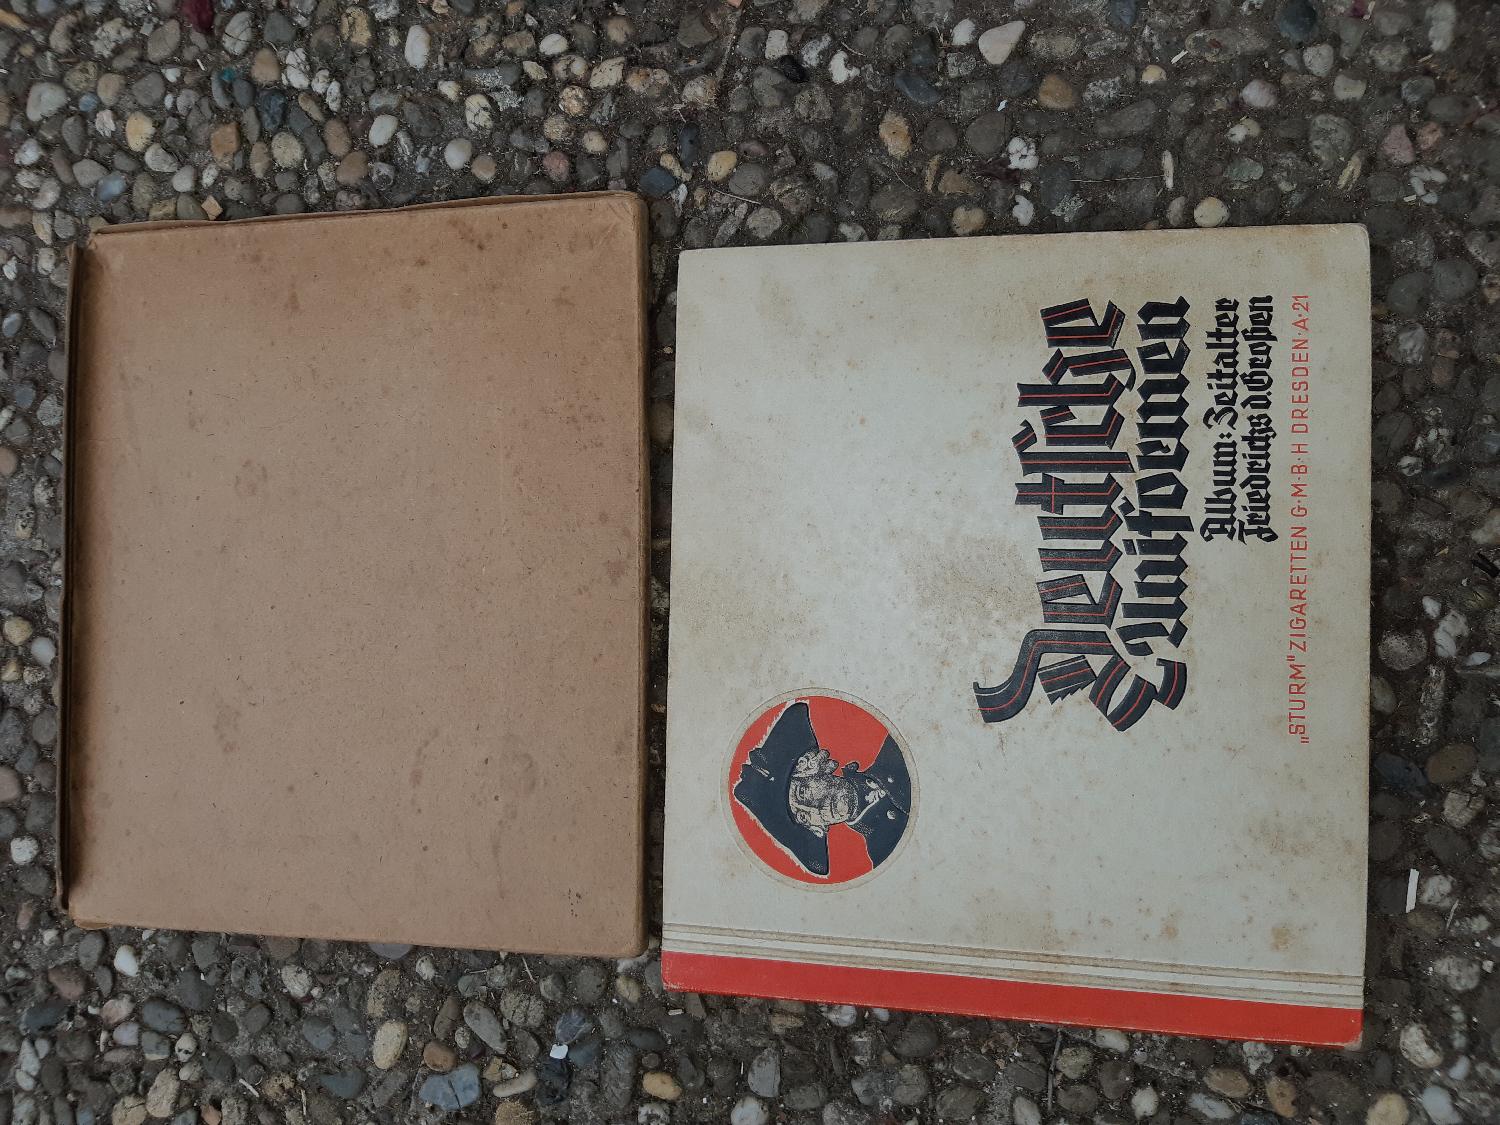 Deutsche
Uniformen
Album: Zeitalter
Friedrichs d. Großen
„STURM" ZIGARETTEN G·M·B·H DRESDEN·A·21